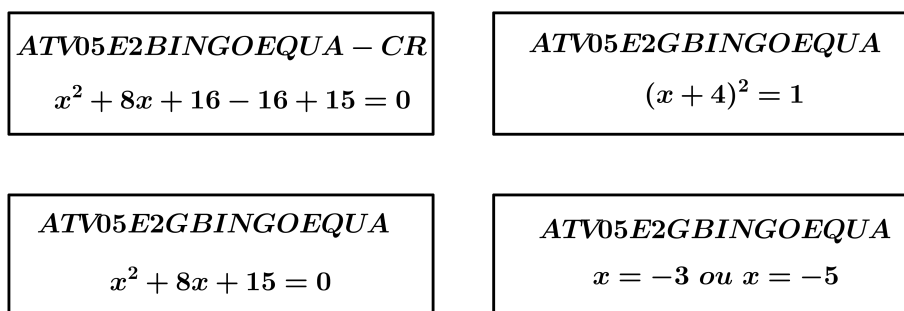 ATV05E2BINGOEQUA − CR
x² + 8x + 16 − 16 + 15 = 0
ATV05E2GBINGOEQUA
(x + 4)² = 1
ATV05E2GBINGOEQUA
x² + 8x + 15 = 0
ATV05E2GBINGOEQUA
x = −3 ou x = −5